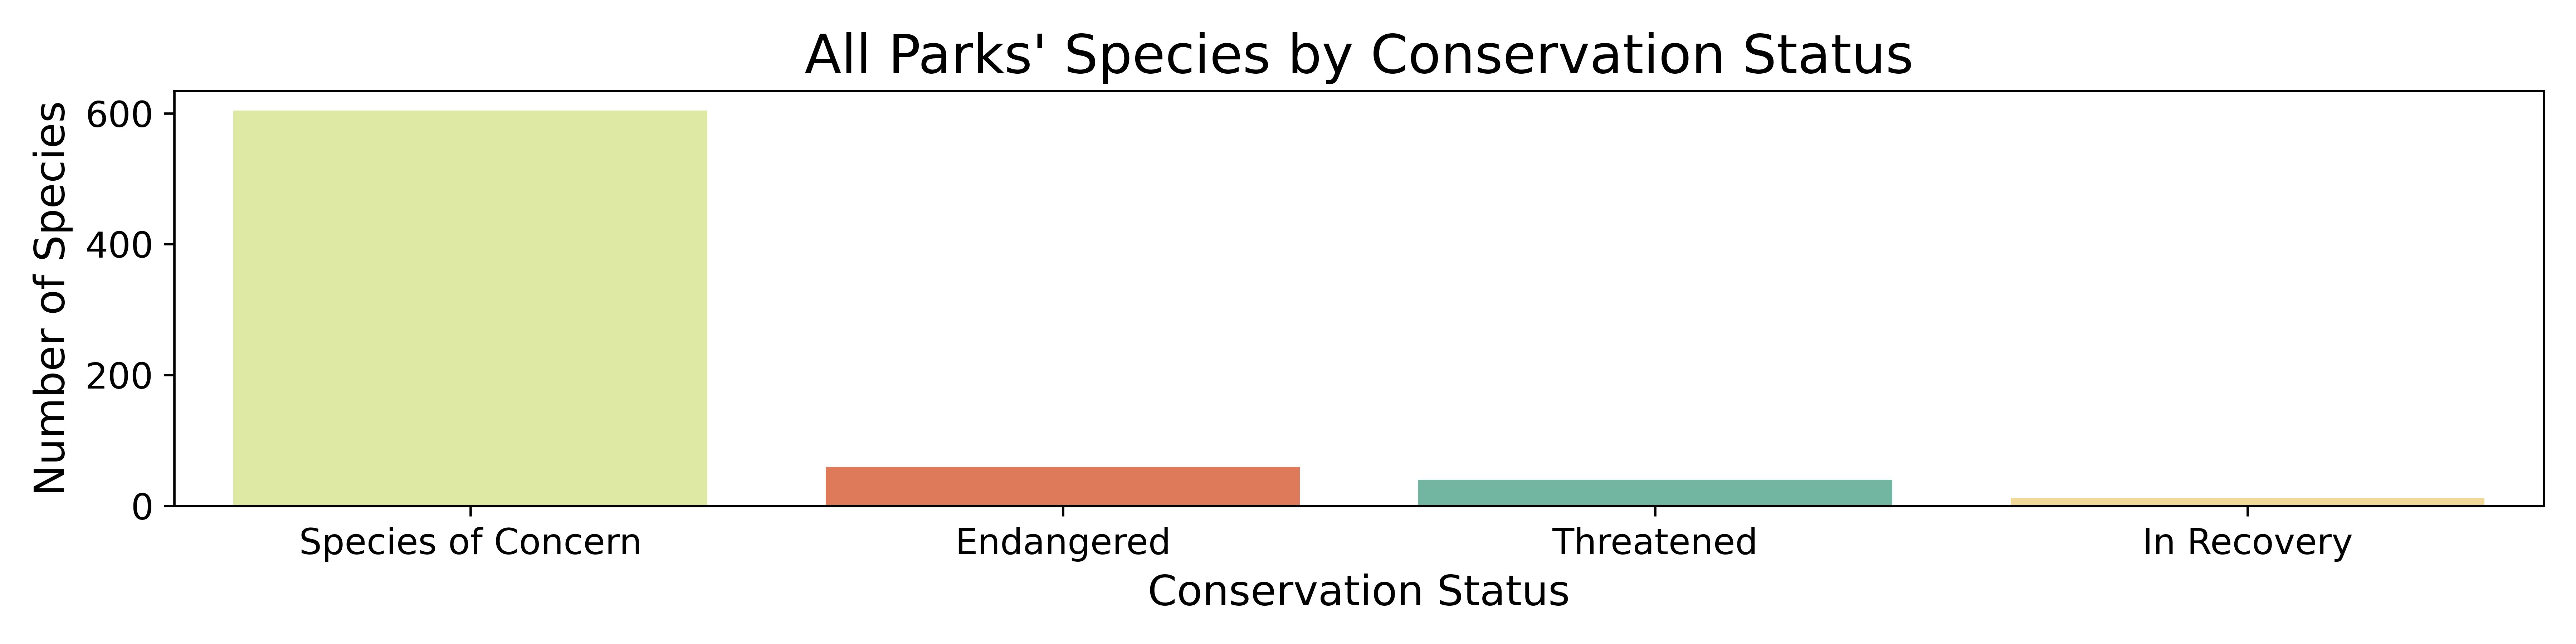 All Parks' Species by Conservation Status
Number of Species
600
400
200
0
Species of Concern
Endangered
Threatened
In Recovery
Conservation Status